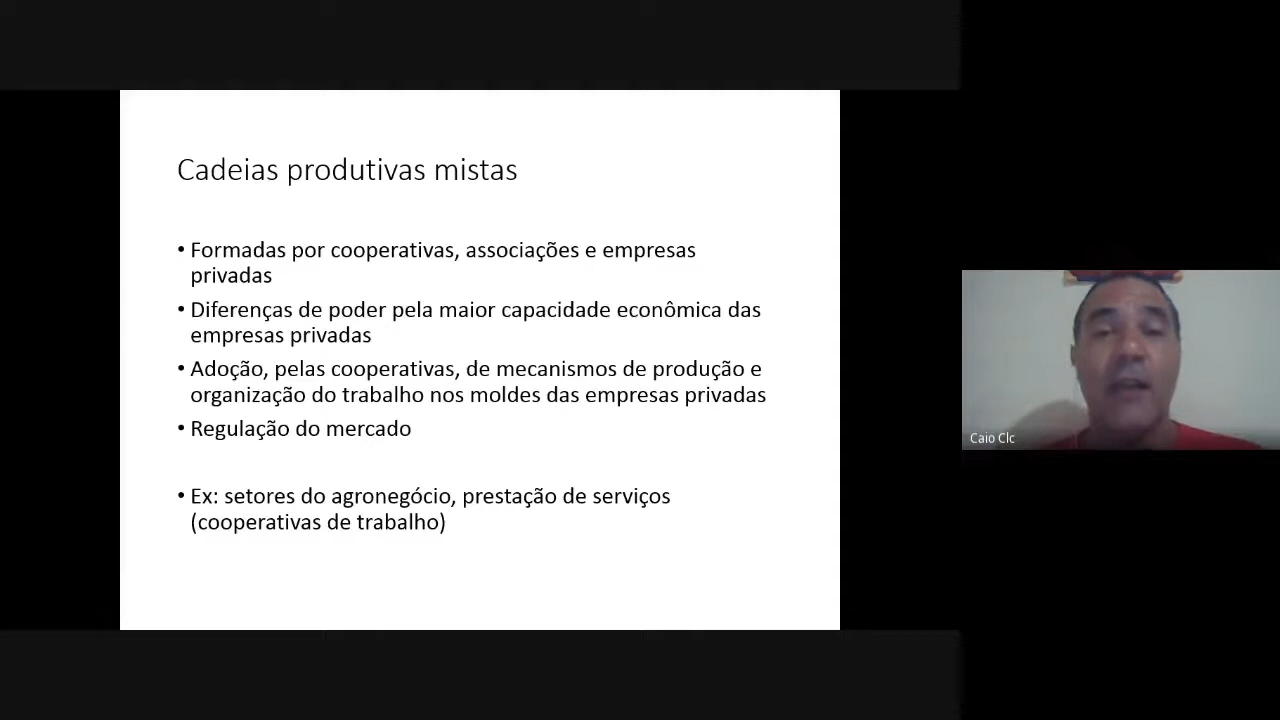 Cadeias produtivas mistas
• Formadas por cooperativas, associações e empresas
privadas
• Diferenças de poder pela maior capacidade econômica das
empresas privadas
• Adoção, pelas cooperativas, de mecanismos de produção e
organização do trabalho nos moldes das empresas privadas
• Regulação do mercado
• Ex: setores do agronegócio, prestação de serviços
(cooperativas de trabalho)
Caio Clc